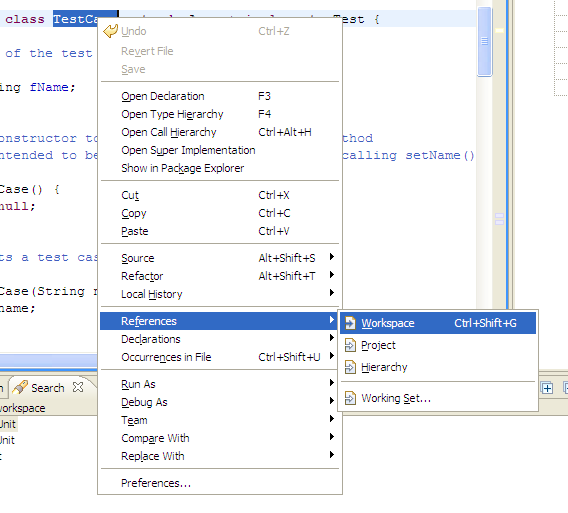 class TestCa Test {
Undo Ctrl+Z
of the test
Revert File
Save
ing fName;
Open Declaration F3
Open Type Hierarchy F4
onstructor to thod
Open Call Hierarchy Ctrl+Alt+H
ntended to be calling setName()
Open Super Implementation
Show in Package Explorer
Case() {
Cut Ctrl+X
null;
Copy Ctrl+C
Paste Ctrl+V
ts a test cas
Source Alt+Shift+S
Refactor Alt+Shift+T
Case(String n
Local History
name;
References
Workspace Ctrl+Shift+G
Declarations
Project
Occurrences in File Ctrl+Shift+U
Hierarchy
Run As
Search
Debug As
Working Set...
workspace
Team
Unit
Compare With
Unit
Replace With
t
Preferences...